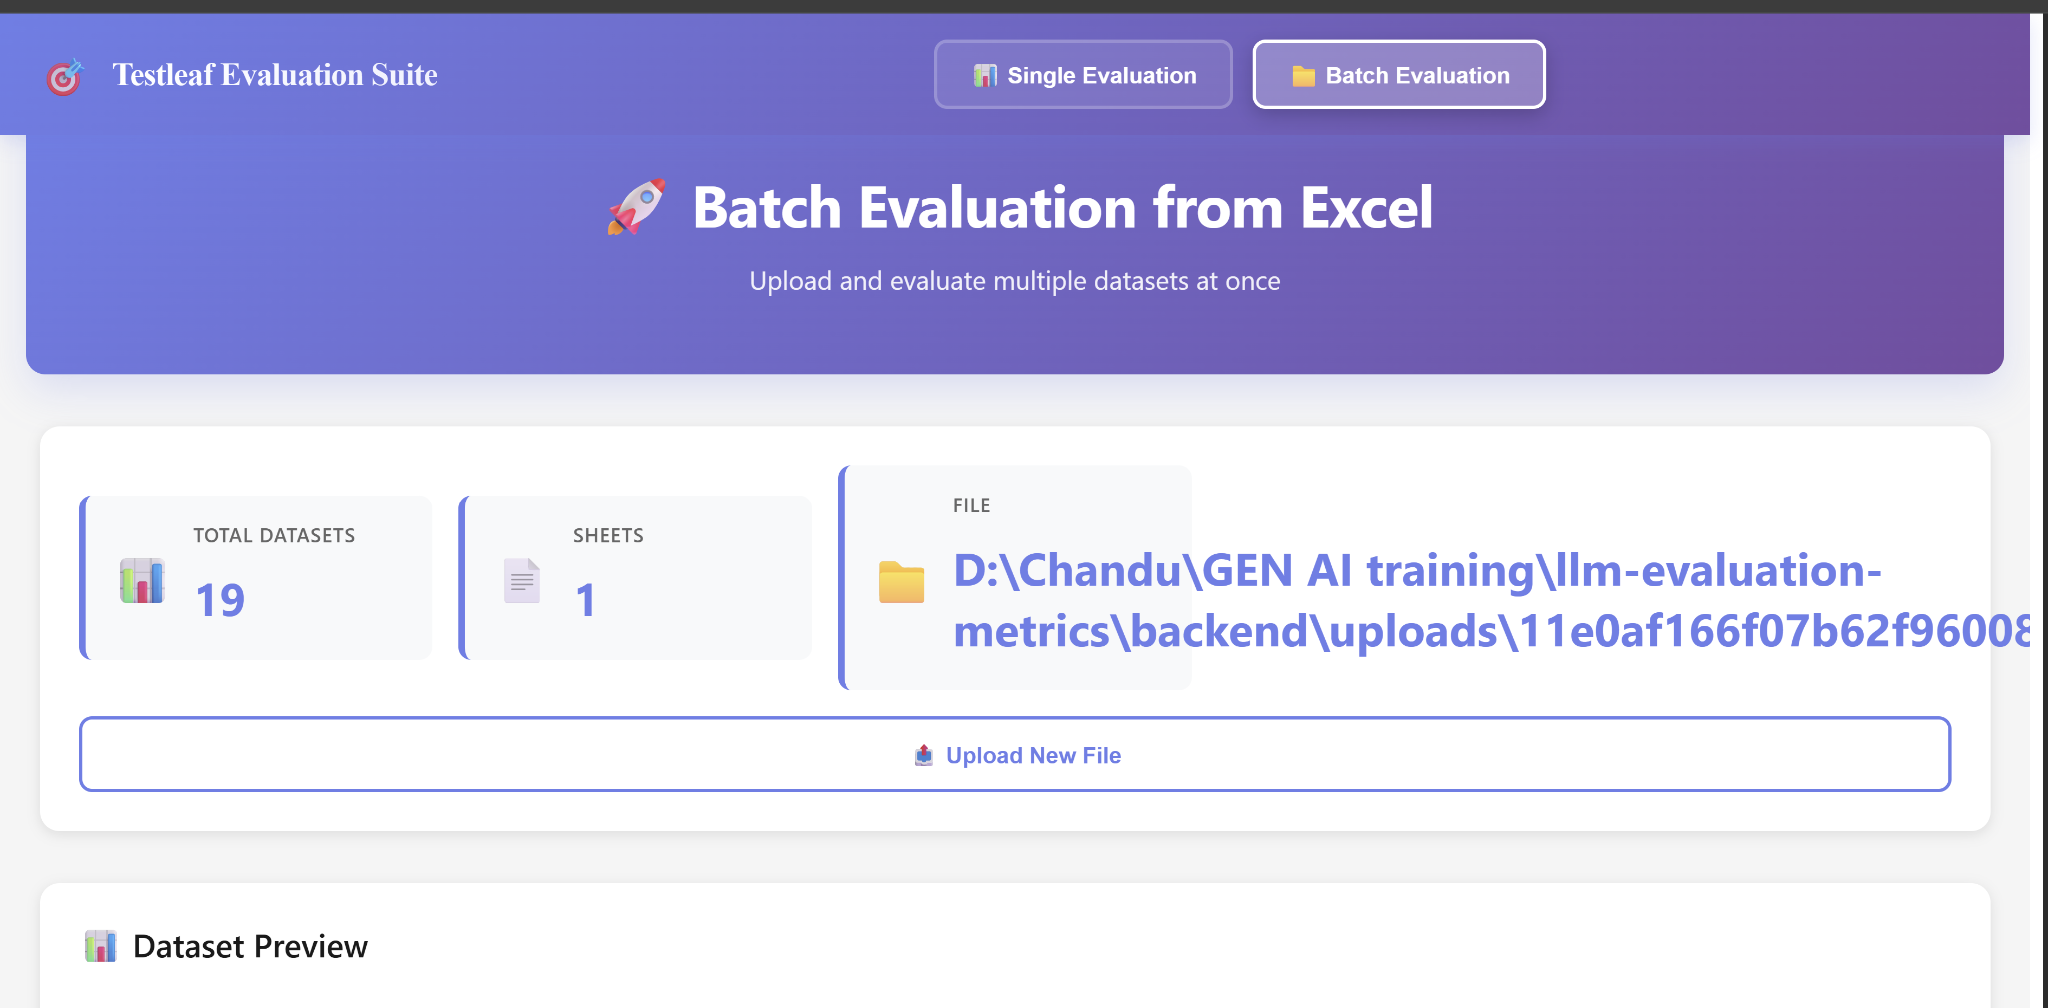 Testleaf Evaluation Suite
Single Evaluation
Batch Evaluation
Batch Evaluation from Excel
Upload and evaluate multiple datasets at once
TOTAL DATASETS
19
SHEETS
1
FILE
D:\Chandu\GEN AI training\llm-evaluation-
metrics\backend\uploads\11e0af166f07b62f96008
Upload New File
Dataset Preview